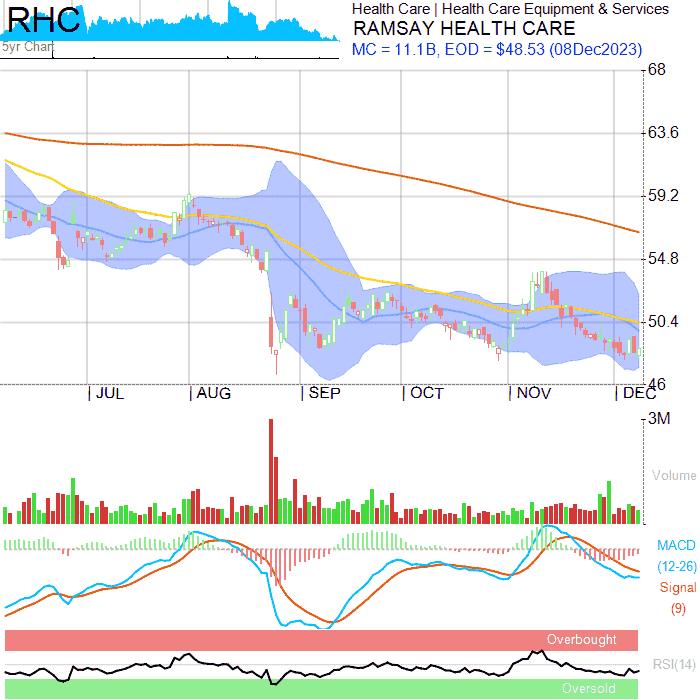 RHC
5yr Chart
Health Care | Health Care Equipment & Services
RAMSAY HEALTH CARE
MC = 11.1B, EOD = $48.53 (08Dec2023)
68
63.6
59.2
54.8
50.4
46
JUL
AUG
SEP
OCT
NOV
DEC
3M
Volume
MACD
(12-26)
Signal
(9)
Overbought
RSI(14)
Oversold